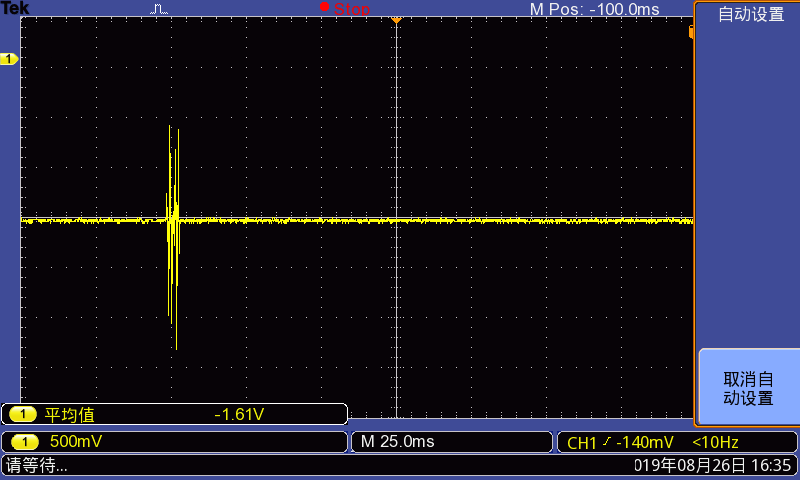 Tek Stop M Pos: -100.0ms 自动设置
1
取消自
动设置
1 平均值 -1.61V
1 500mV M 25.0ms CH1 -140mV <10Hz
请等待... 019年08月26日 16:35